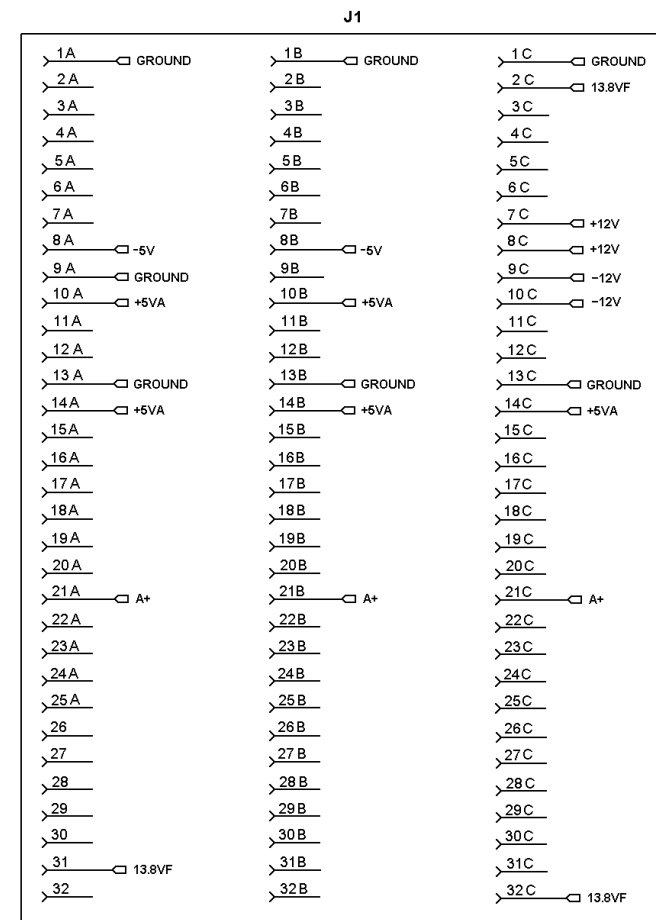 J1
1A GROUND 1B GROUND 1C GROUND
2A 2B 2C 13.8VF
3A 3B 3C
4A 4B 4C
5A 5B 5C
6A 6B 6C
7A 7B 7C +12V
8A -5V 8B -5V 8C +12V
9A GROUND 9B 9C -12V
10A +5VA 10B +5VA 10C -12V
11A 11B 11C
12A 12B 12C
13A GROUND 13B GROUND 13C GROUND
14A +5VA 14B +5VA 14C +5VA
15A 15B 15C
16A 16B 16C
17A 17B 17C
18A 18B 18C
19A 19B 19C
20A 20B 20C
21A A+ 21B A+ 21C A+
22A 22B 22C
23A 23B 23C
24A 24B 24C
25A 25B 25C
26 26B 26C
27 27B 27C
28 28B 28C
29 29B 29C
30 30B 30C
31 13.8VF 31B 31C
32 32B 32C 13.8VF